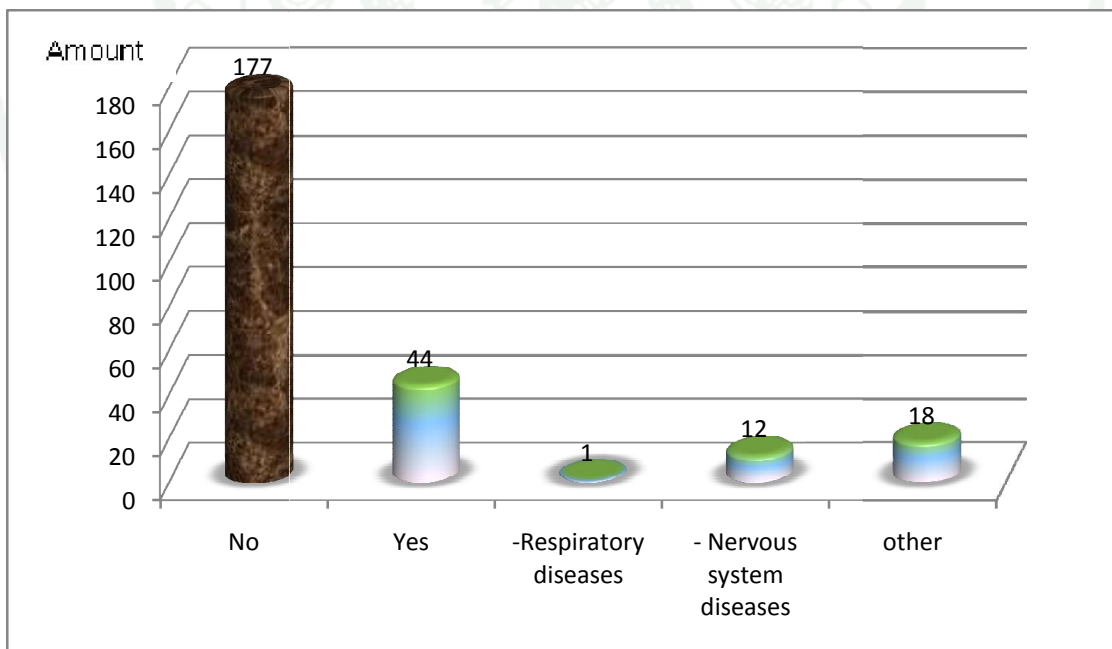 Amount
177
180
160
140
120
100
80
60
40
20
0
44
1
12
18
No
Yes
-Respiratory
diseases
- Nervous
system
diseases
other